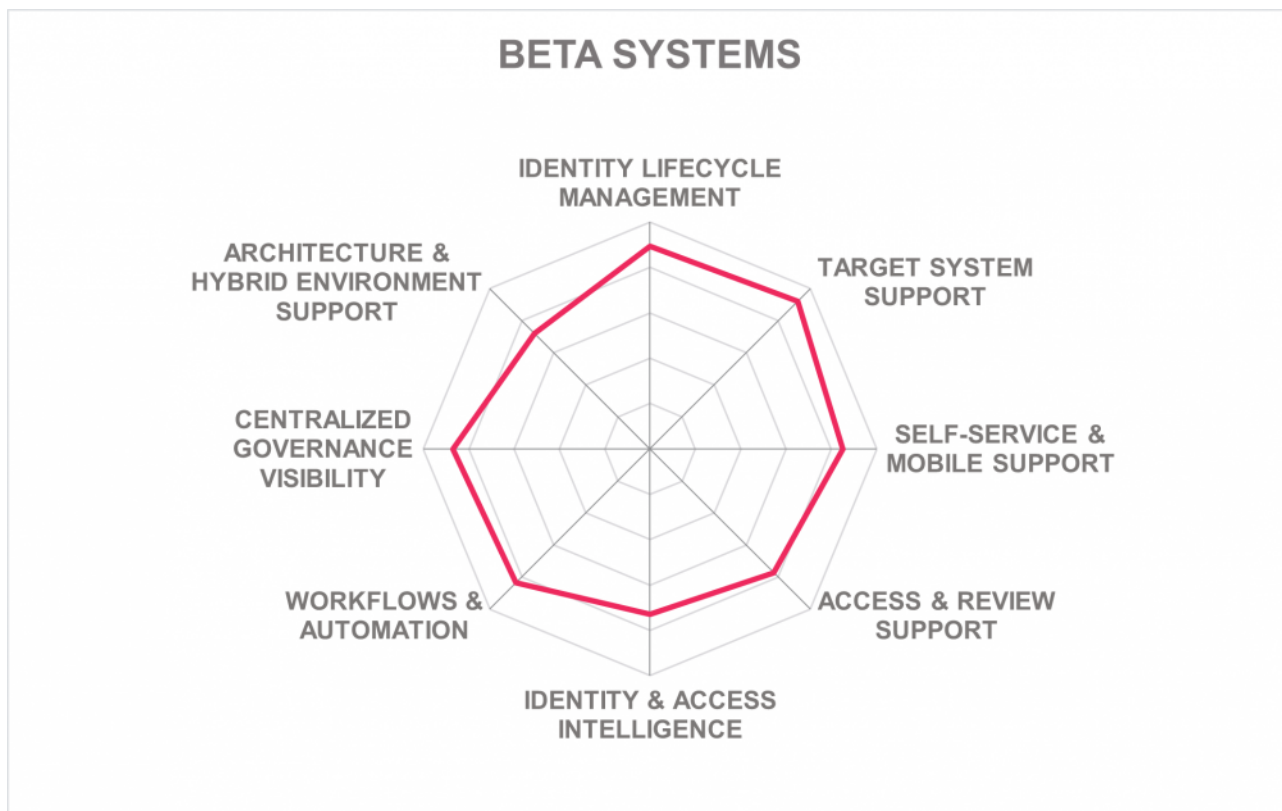 BETA SYSTEMS
IDENTITY LIFECYCLE
MANAGEMENT
TARGET SYSTEM
SUPPORT
SELF-SERVICE &
MOBILE SUPPORT
ACCESS & REVIEW
SUPPORT
IDENTITY & ACCESS
INTELLIGENCE
WORKFLOWS &
AUTOMATION
CENTRALIZED
GOVERNANCE
VISIBILITY
ARCHITECTURE &
HYBRID ENVIRONMENT
SUPPORT